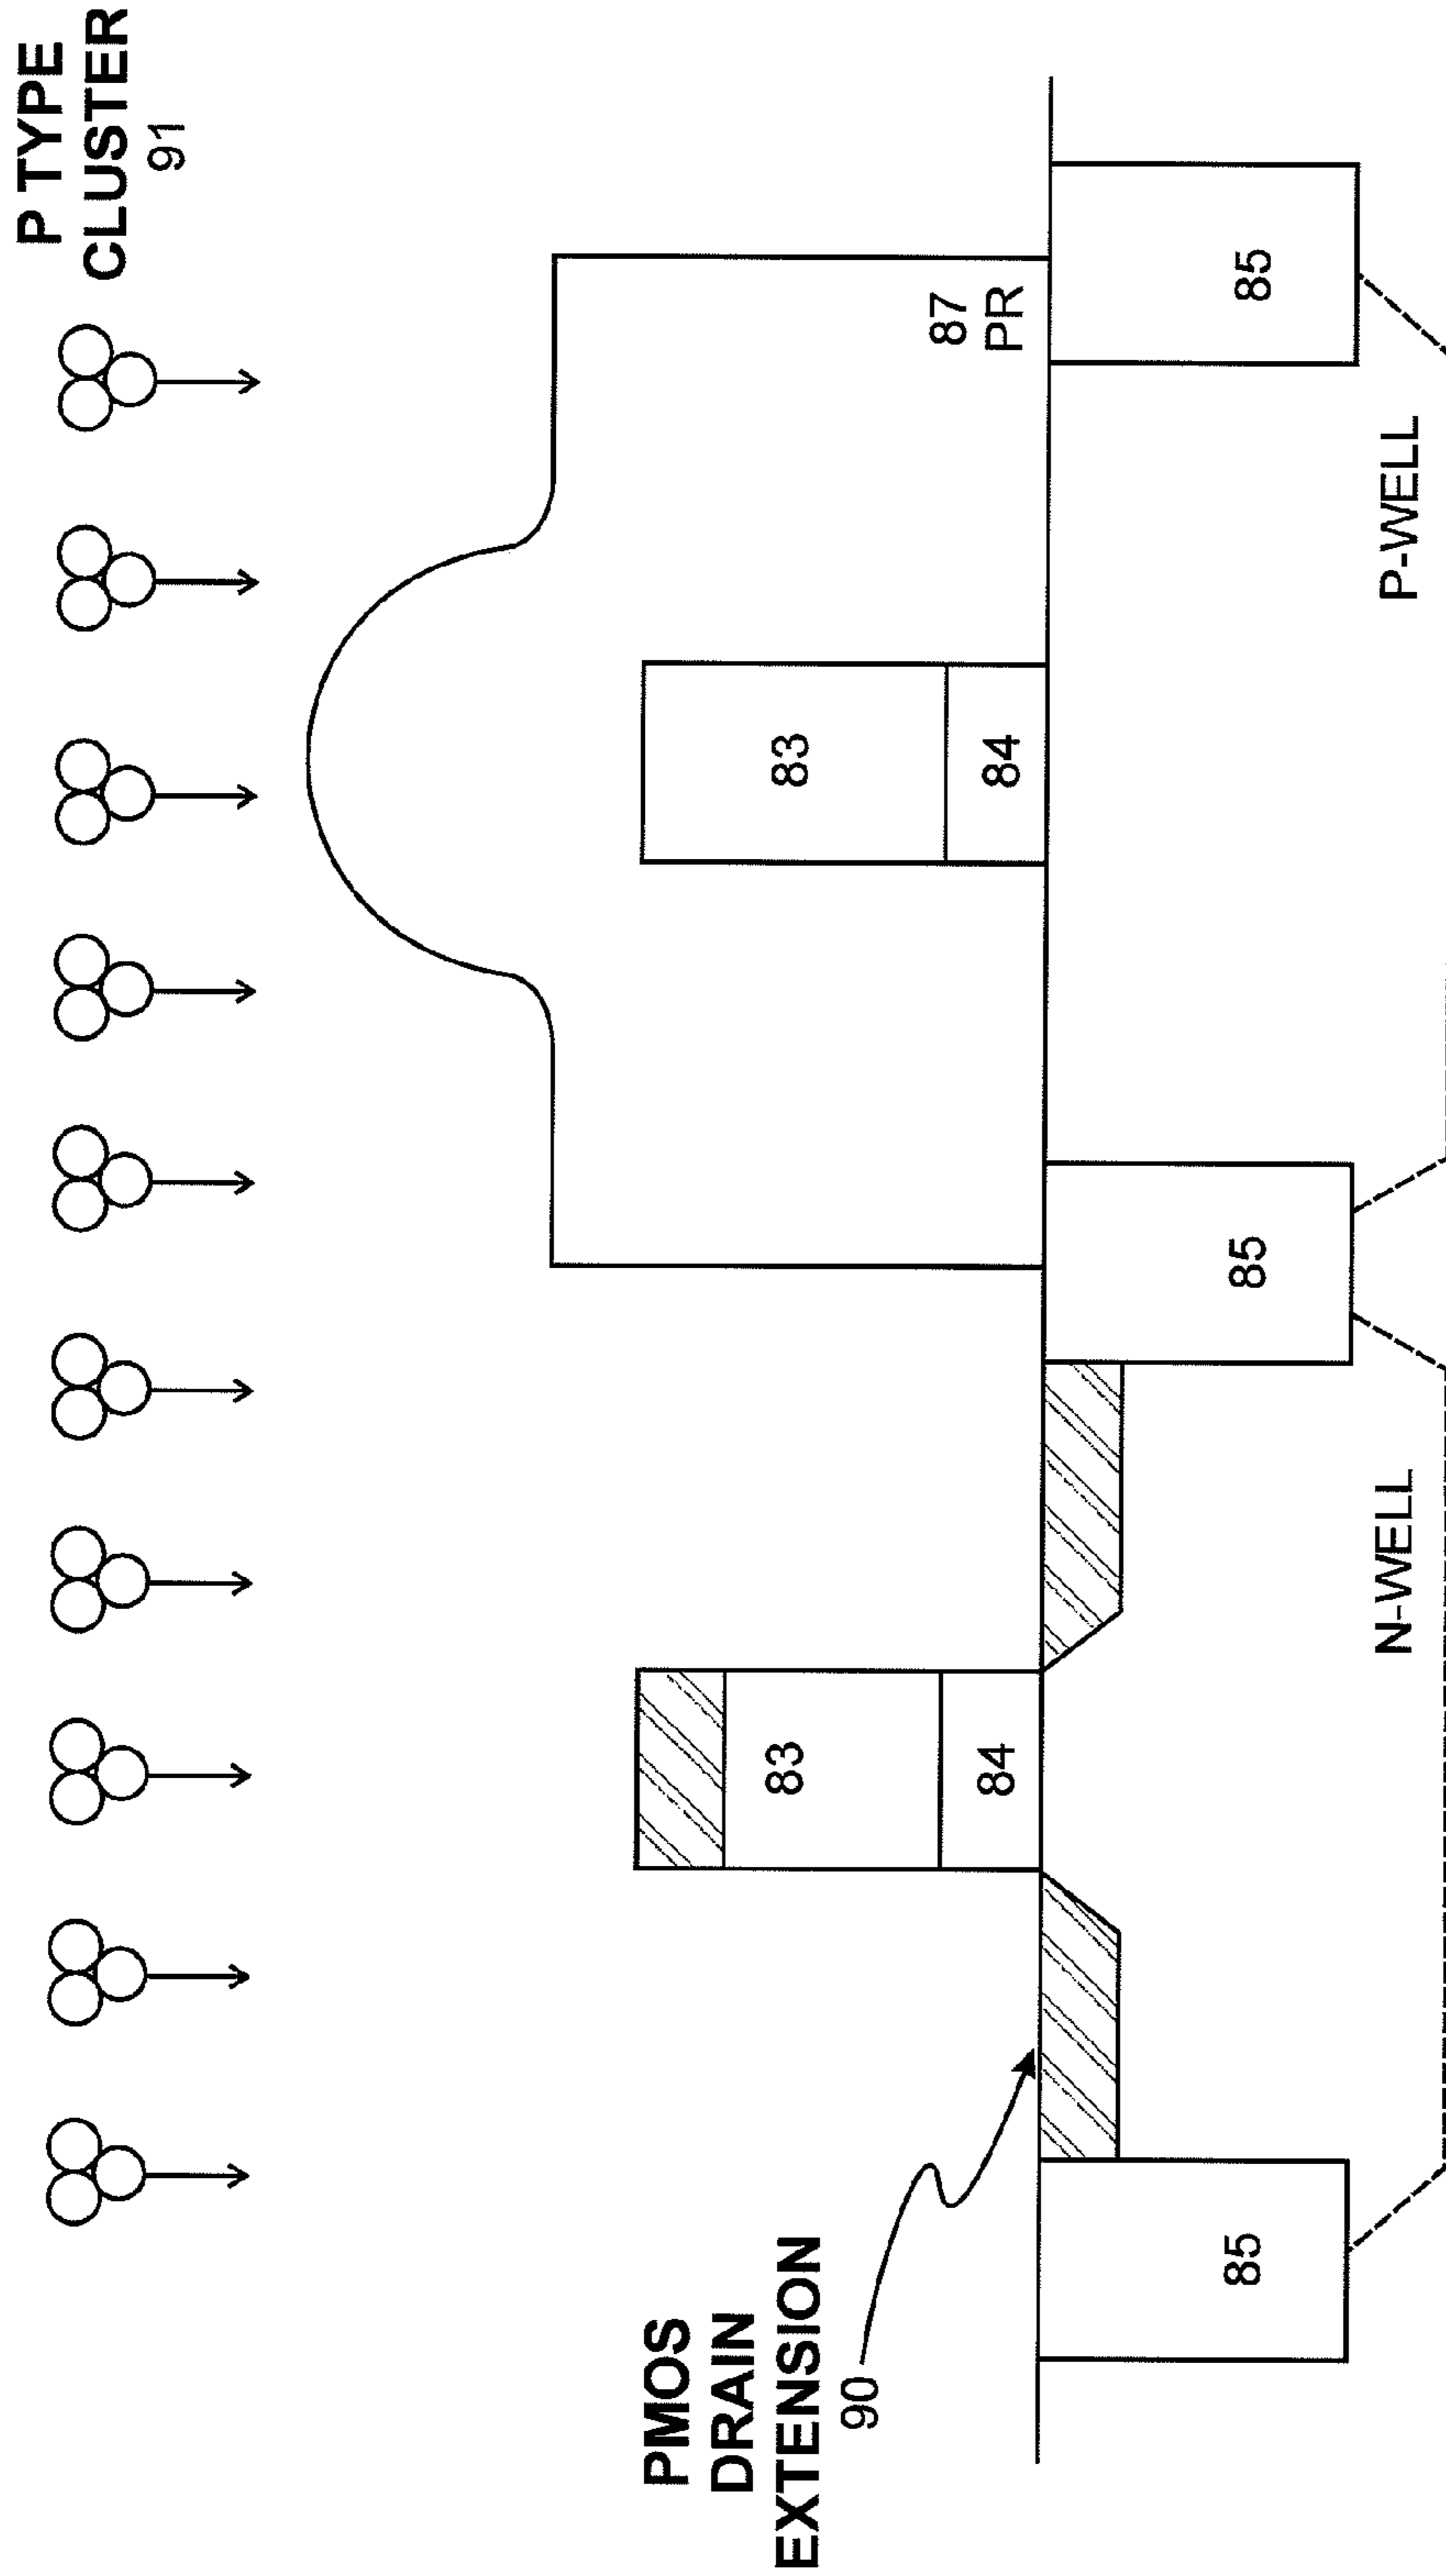 P TYPE
CLUSTER
91
87
PR
83
83
84
84
PMOS
DRAIN
EXTENSION
90
85
85
85
N-WELL
P-WELL